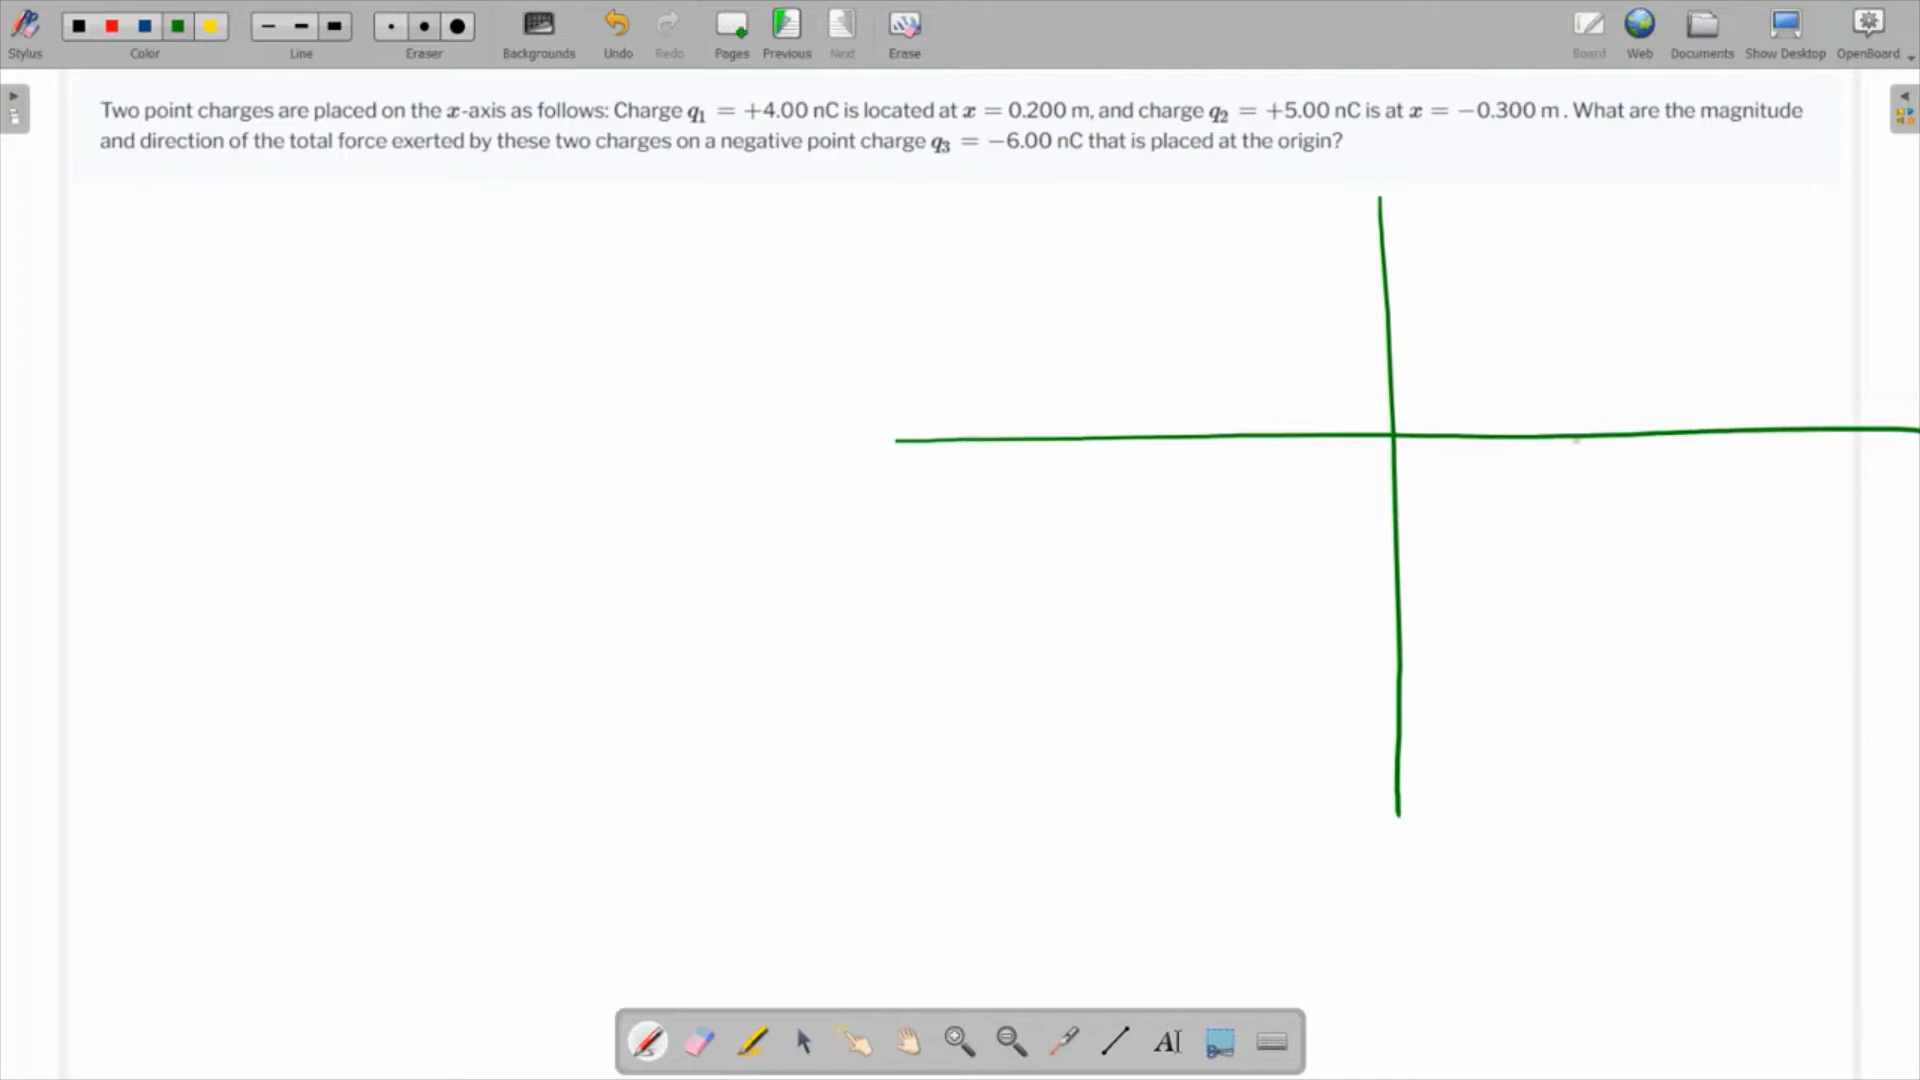 Stylus
Color
Line
Eraser
Backgrounds
Undo
Redo
Pages
Previous
Next
Erase
Board
Web
Documents
Show Desktop
OpenBoard
Two point charges are placed on the x-axis as follows: Charge q₁ = +4.00 nC is located at x = 0.200 m, and charge q₂ = +5.00 nC is at x = −0.300 m. What are the magnitude
and direction of the total force exerted by these two charges on a negative point charge q₃ = −6.00 nC that is placed at the origin?
AI